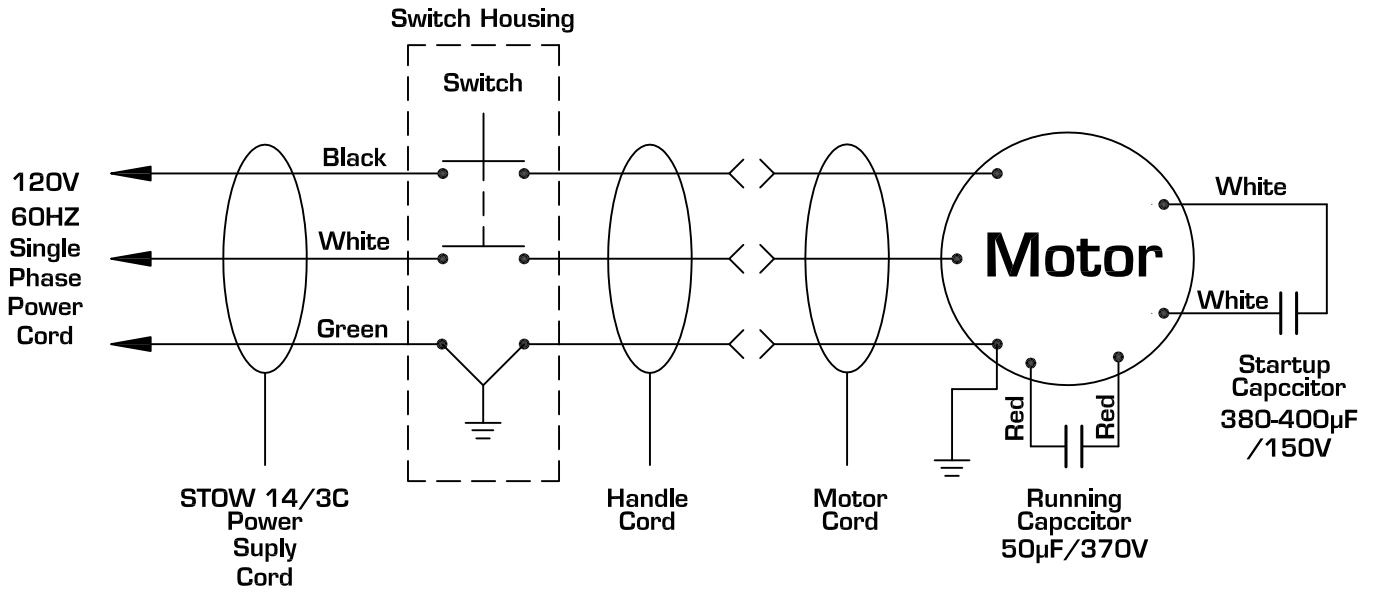 Switch Housing
Switch
Black
White
Green
120V
60HZ
Single
Phase
Power
Cord
STOW 14/3C
Power
Suply
Cord
Handle
Cord
Motor
Cord
Motor
White
White
Startup
Capccitor
380-400µF
/150V
Red
Red
Running
Capccitor
50µF/370V